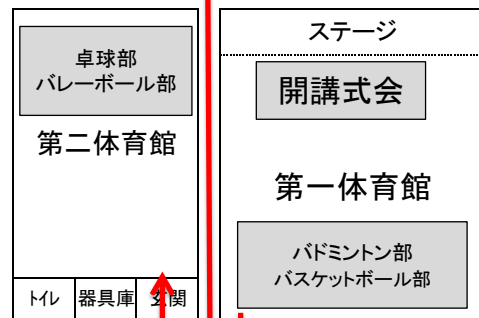 卓球部
バレーボール部
第二体育館
トイレ
器具庫
玄関
ステージ
開講式会
第一体育館
バドミントン部
バスケットボール部